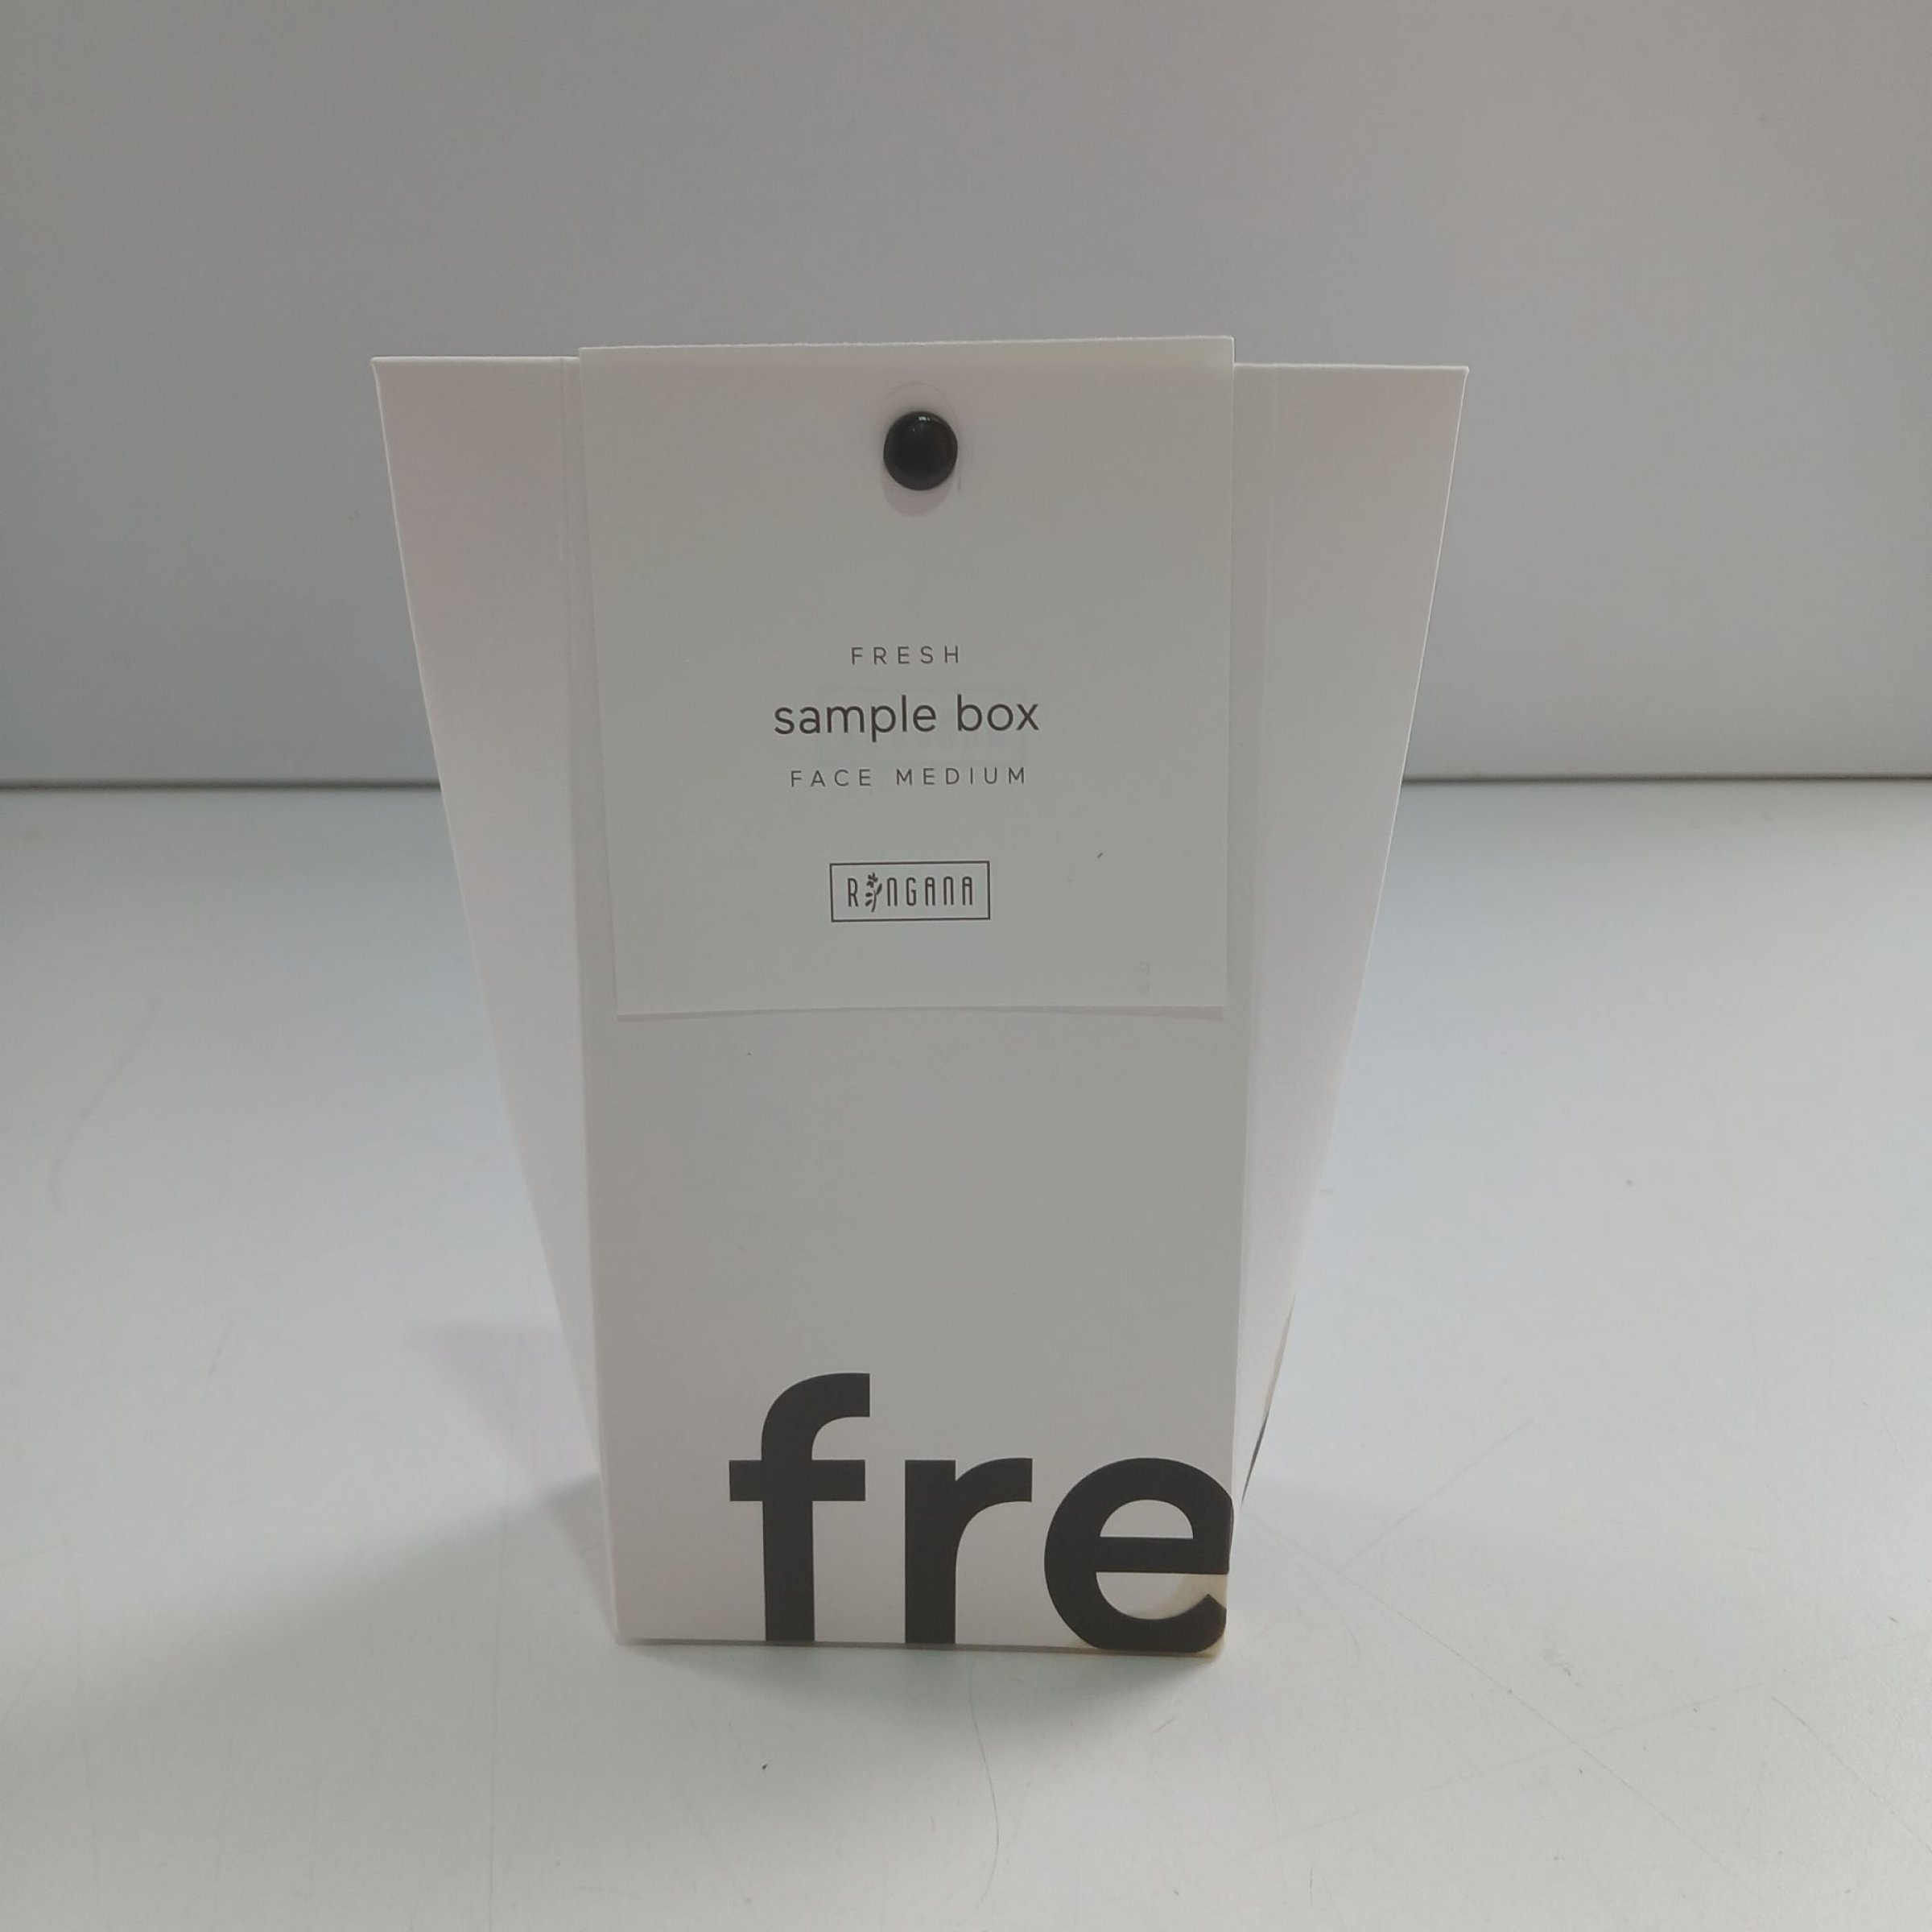 FRESH
sample box
FACE MEDIUM
RINGANA
fre